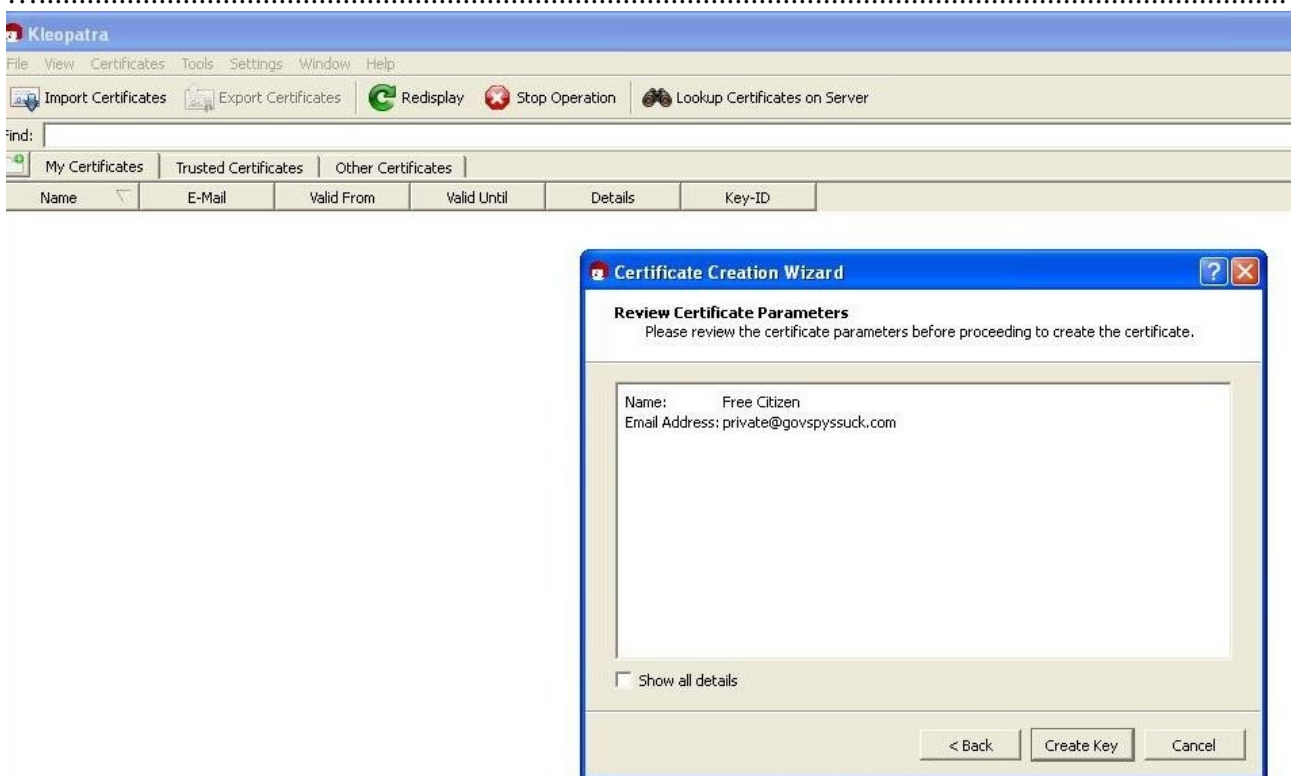 Kleopatra
File View Certificates Tools Settings Window Help
Import Certificates Export Certificates Redisplay Stop Operation Lookup Certificates on Server
Find:
My Certificates Trusted Certificates Other Certificates
Name E-Mail Valid From Valid Until Details Key-ID
Certificate Creation Wizard
Review Certificate Parameters
Please review the certificate parameters before proceeding to create the certificate.
Name: Free Citizen
Email Address: private@govspyssuck.com
Show all details
< Back Create Key Cancel